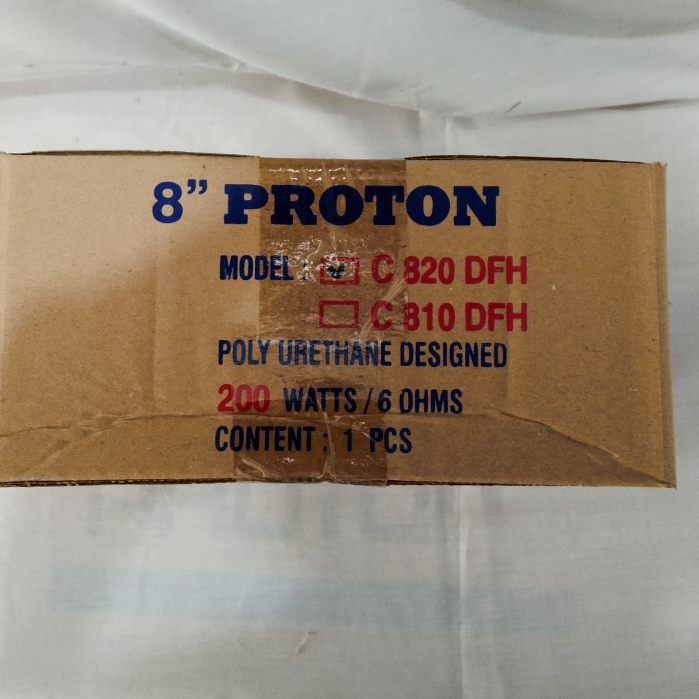 8” PROTON
MODEL : C 820 DFH
C 810 DFH
POLY URETHANE DESIGNED
200 WATTS / 6 OHMS
CONTENT : 1 PCS